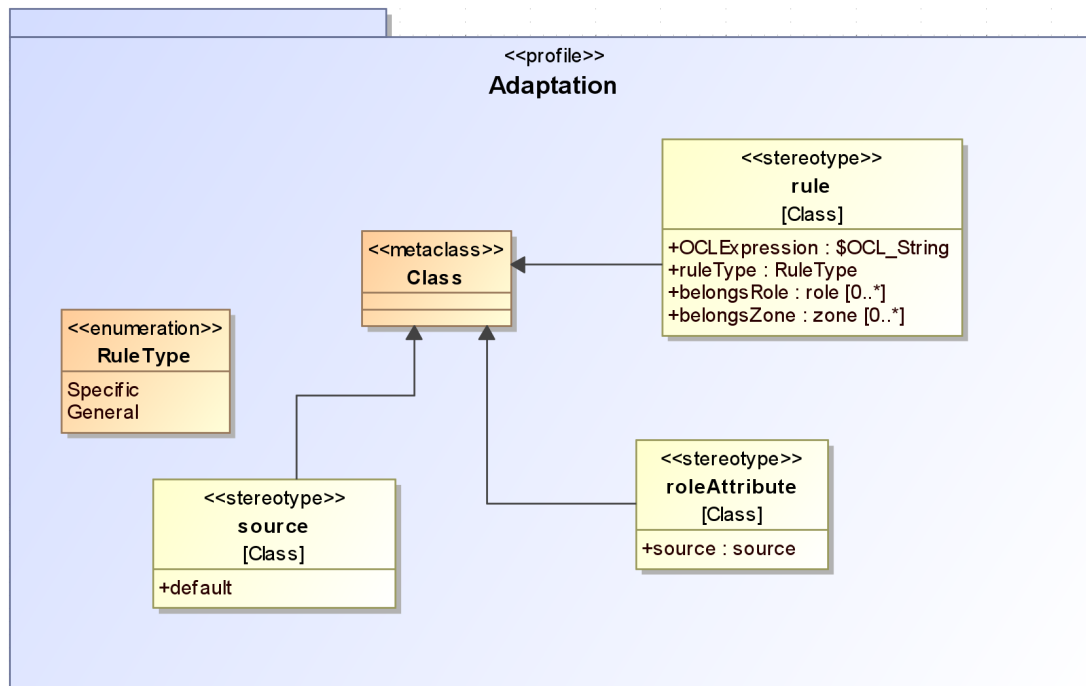 <<profile>>
Adaptation
<<stereotype>>
rule
[Class]
+OCLExpression : $OCL_String
+ruleType : RuleType
+belongsRole : role [0..*]
+belongsZone : zone [0..*]
<<metaclass>>
Class
<<enumeration>>
RuleType
Specific
General
<<stereotype>>
source
[Class]
+default
<<stereotype>>
roleAttribute
[Class]
+source : source